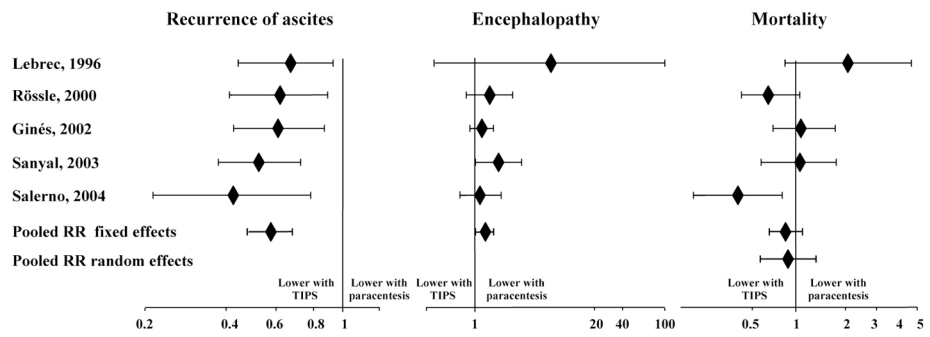 Recurrence of ascites Encephalopathy Mortality
Lebrec, 1996
Rössle, 2000
Ginés, 2002
Sanyal, 2003
Salerno, 2004
Pooled RR fixed effects
Pooled RR random effects
Lower with Lower with Lower with Lower with Lower with Lower with
TIPS paracentesis TIPS paracentesis TIPS paracentesis
0.2 0.4 0.6 0.8 1 1 20 40 100 0.5 1 2 3 4 5